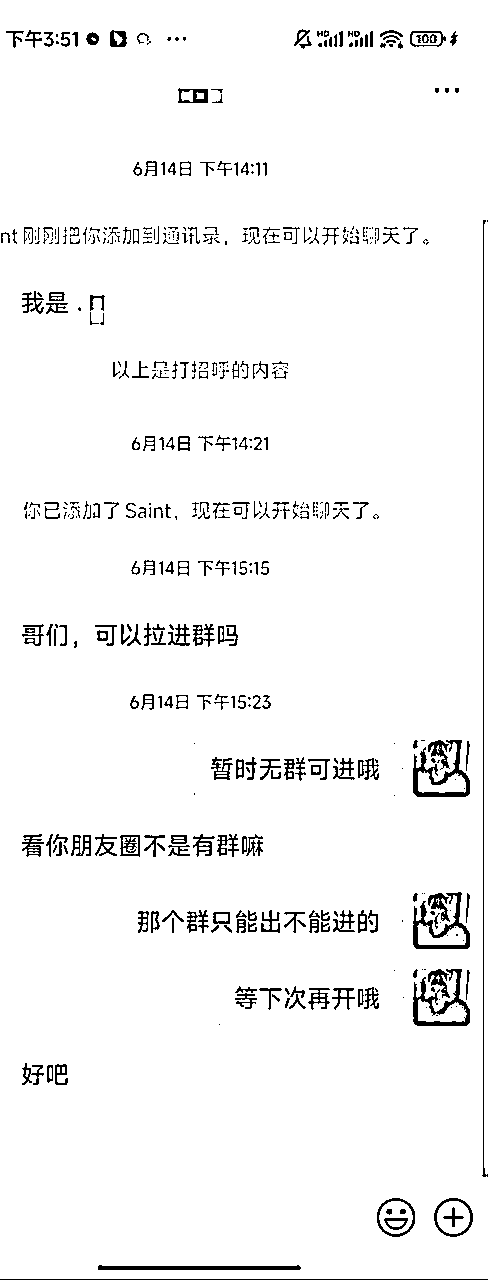 下午3:51
HD HD 100
6月14日 下午14:11
nt 刚刚把你添加到通讯录，现在可以开始聊天了。
我是 .
以上是打招呼的内容
6月14日 下午14:21
你已添加了 Saint，现在可以开始聊天了。
6月14日 下午15:15
哥们，可以拉进群吗
6月14日 下午15:23
暂时无群可进哦
看你朋友圈不是有群嘛
那个群只能出不能进的
等下次再开哦
好吧